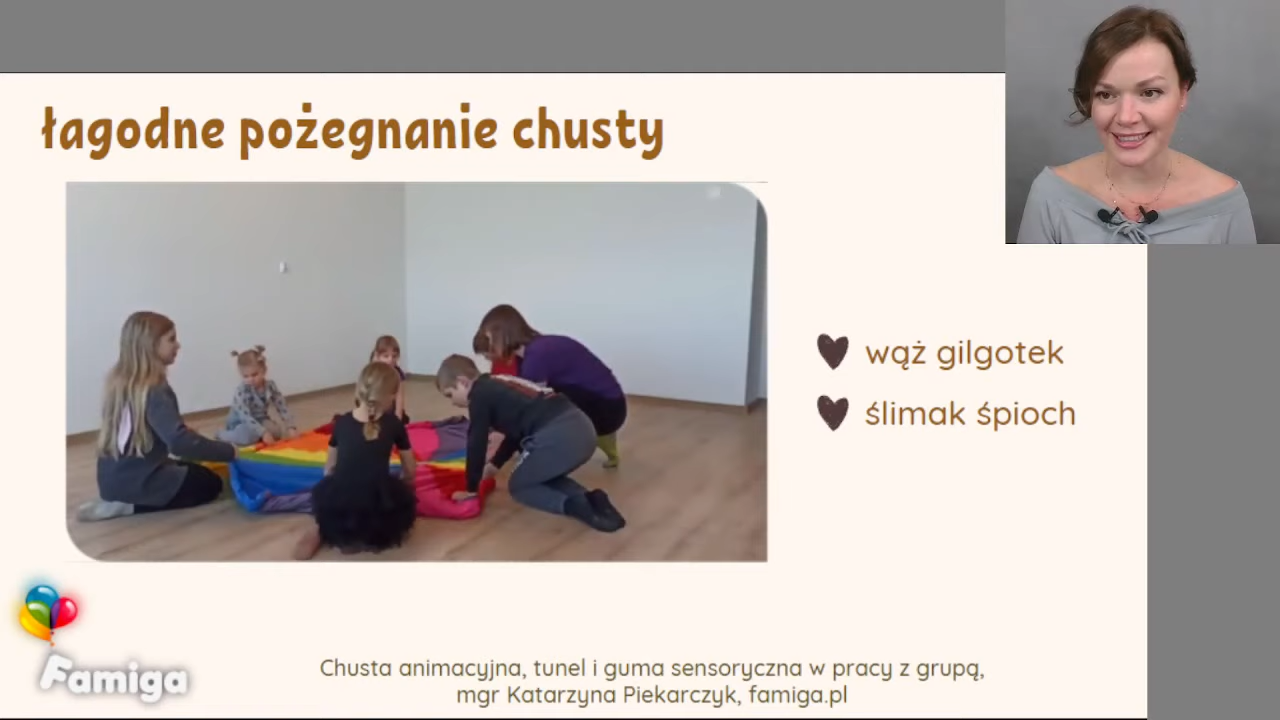 łagodne pożegnanie chusty
wąż gilgotek
ślimak śpioch
Famiga
Chusta animacyjna, tunel i guma sensoryczna w pracy z grupą,
mgr Katarzyna Piekarczyk, famiga.pl